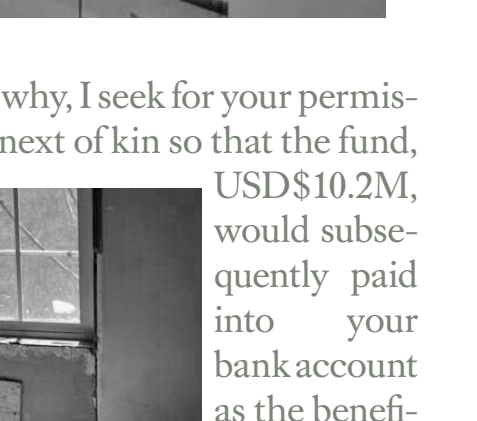 why, I seek for your permis-
next of kin so that the fund,
USD$10.2M,
would subse-
quently paid
into your
bank account
as the benefi-